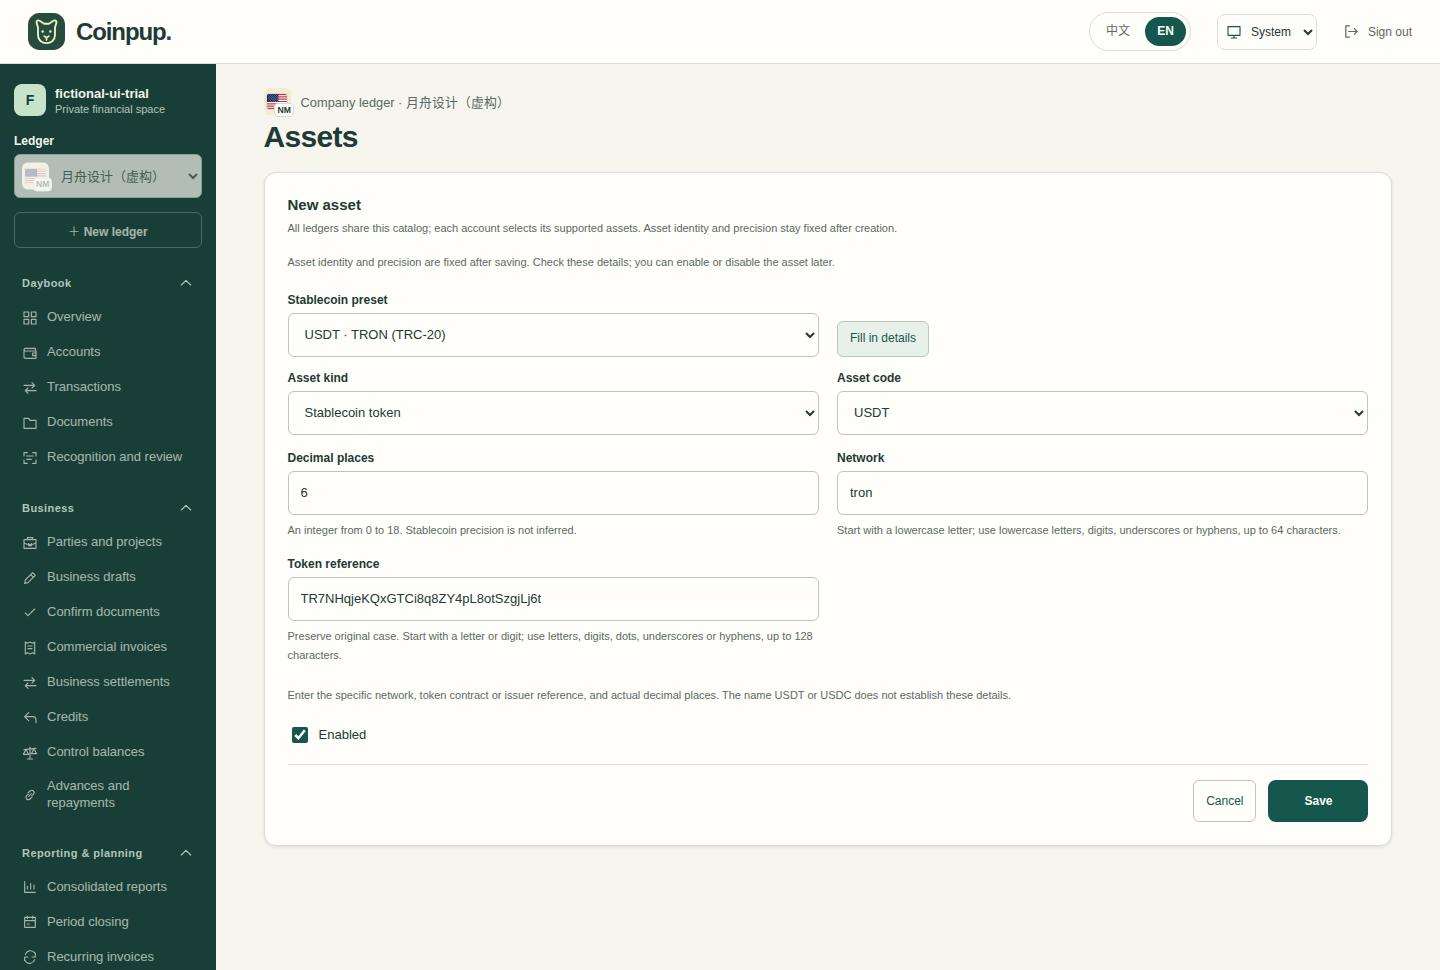 Coinpup.
中文
EN
System
Sign out
F
fictional-ui-trial
Private financial space
Ledger
NM
月舟设计（虚构）
+ New ledger
Daybook
Overview
Accounts
Transactions
Documents
Recognition and review
Business
Parties and projects
Business drafts
Confirm documents
Commercial invoices
Business settlements
Credits
Control balances
Advances and
repayments
Reporting & planning
Consolidated reports
Period closing
Recurring invoices
NM
Company ledger · 月舟设计（虚构）
Assets
New asset
All ledgers share this catalog; each account selects its supported assets. Asset identity and precision stay fixed after creation.
Asset identity and precision are fixed after saving. Check these details; you can enable or disable the asset later.
Stablecoin preset
USDT · TRON (TRC-20)
Fill in details
Asset kind
Asset code
Stablecoin token
USDT
Decimal places
Network
6
tron
An integer from 0 to 18. Stablecoin precision is not inferred.
Start with a lowercase letter; use lowercase letters, digits, underscores or hyphens, up to 64 characters.
Token reference
TR7NHqjeKQxGTCi8q8ZY4pL8otSzgjLj6t
Preserve original case. Start with a letter or digit; use letters, digits, dots, underscores or hyphens, up to 128
characters.
Enter the specific network, token contract or issuer reference, and actual decimal places. The name USDT or USDC does not establish these details.
Enabled
Cancel
Save